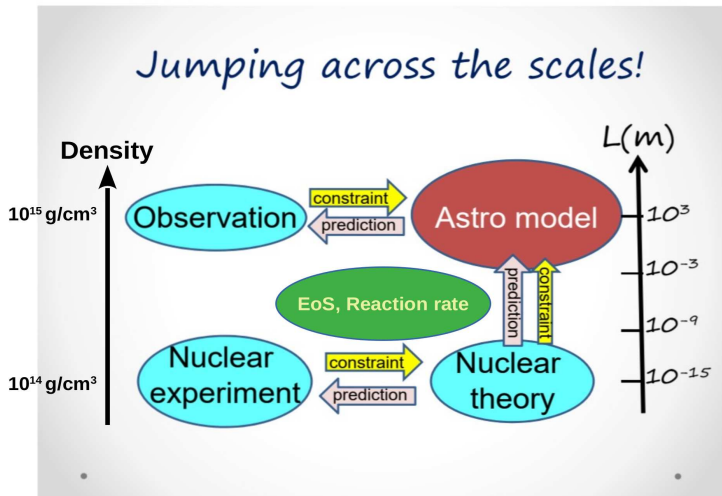 Jumping across the scales!
L(m)
Density
constraint
10¹⁵ g/cm³
Observation
Astro model
10³
prediction
10⁻³
prediction
constraint
EoS, Reaction rate
10⁻⁹
Nuclear
experiment
constraint
Nuclear
theory
10¹⁴ g/cm³
10⁻¹⁵
prediction